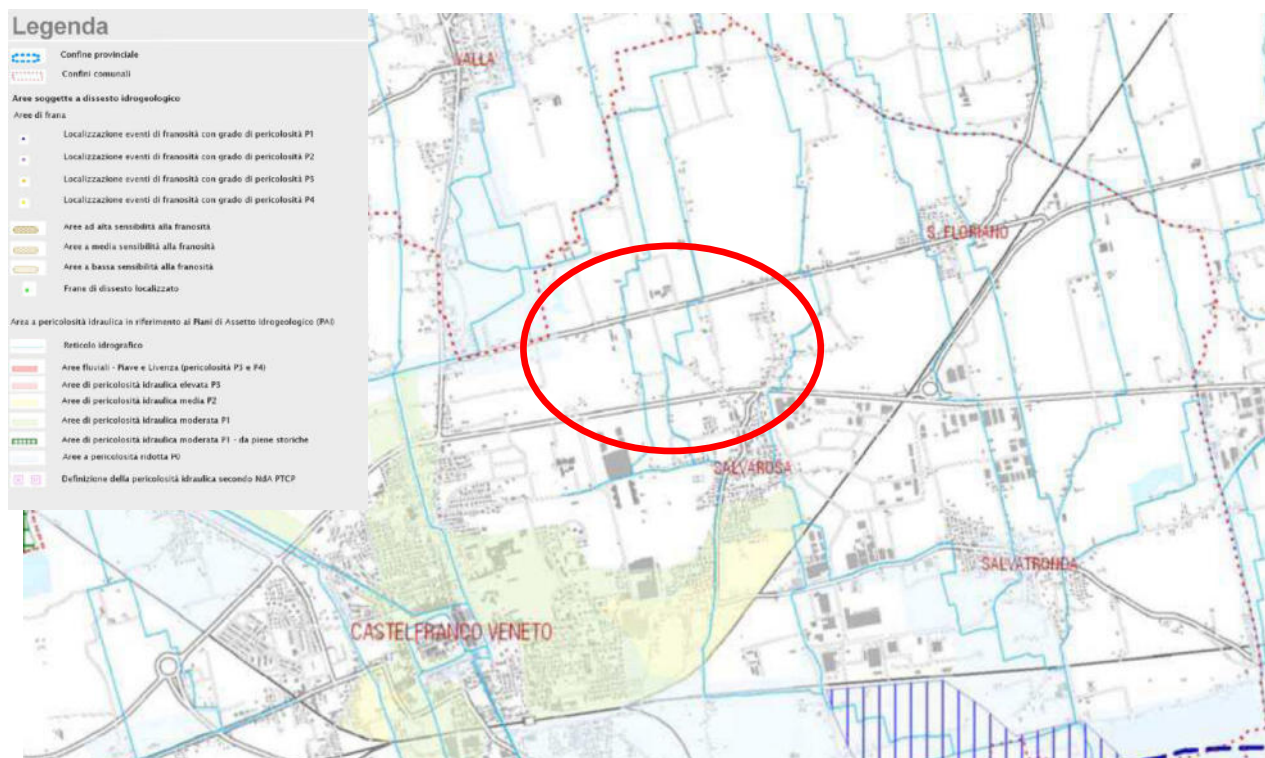 Legenda
Confine provinciale
Confini comunali
Aree soggette a dissesto idrogeologico
Aree di frana
Localizzazione eventi di franosità con grado di pericolosità P1
Localizzazione eventi di franosità con grado di pericolosità P2
Localizzazione eventi di franosità con grado di pericolosità P3
Localizzazione eventi di franosità con grado di pericolosità P4
Aree ad alta sensibilità alla franosità
Aree a media sensibilità alla franosità
Aree a bassa sensibilità alla franosità
Frane di dissesto localizzato
Area a pericolosità idraulica in riferimento ai Piani di Assetto Idrogeologico (PAI)
Reticolo idrografico
Aree fluviali - Piave e Livenza (pericolosità P3 e P4)
Aree di pericolosità idraulica elevata P3
Aree di pericolosità idraulica media P2
Aree di pericolosità idraulica moderata P1
Aree di pericolosità idraulica moderata P1 - da piene storiche
Aree a pericolosità ridotta P0
Definizione della pericolosità idraulica secondo NdA PTCP
VALLA
S. FLORIANO
SALVAROSA
SALVATRONDA
CASTELFRANCO VENETO